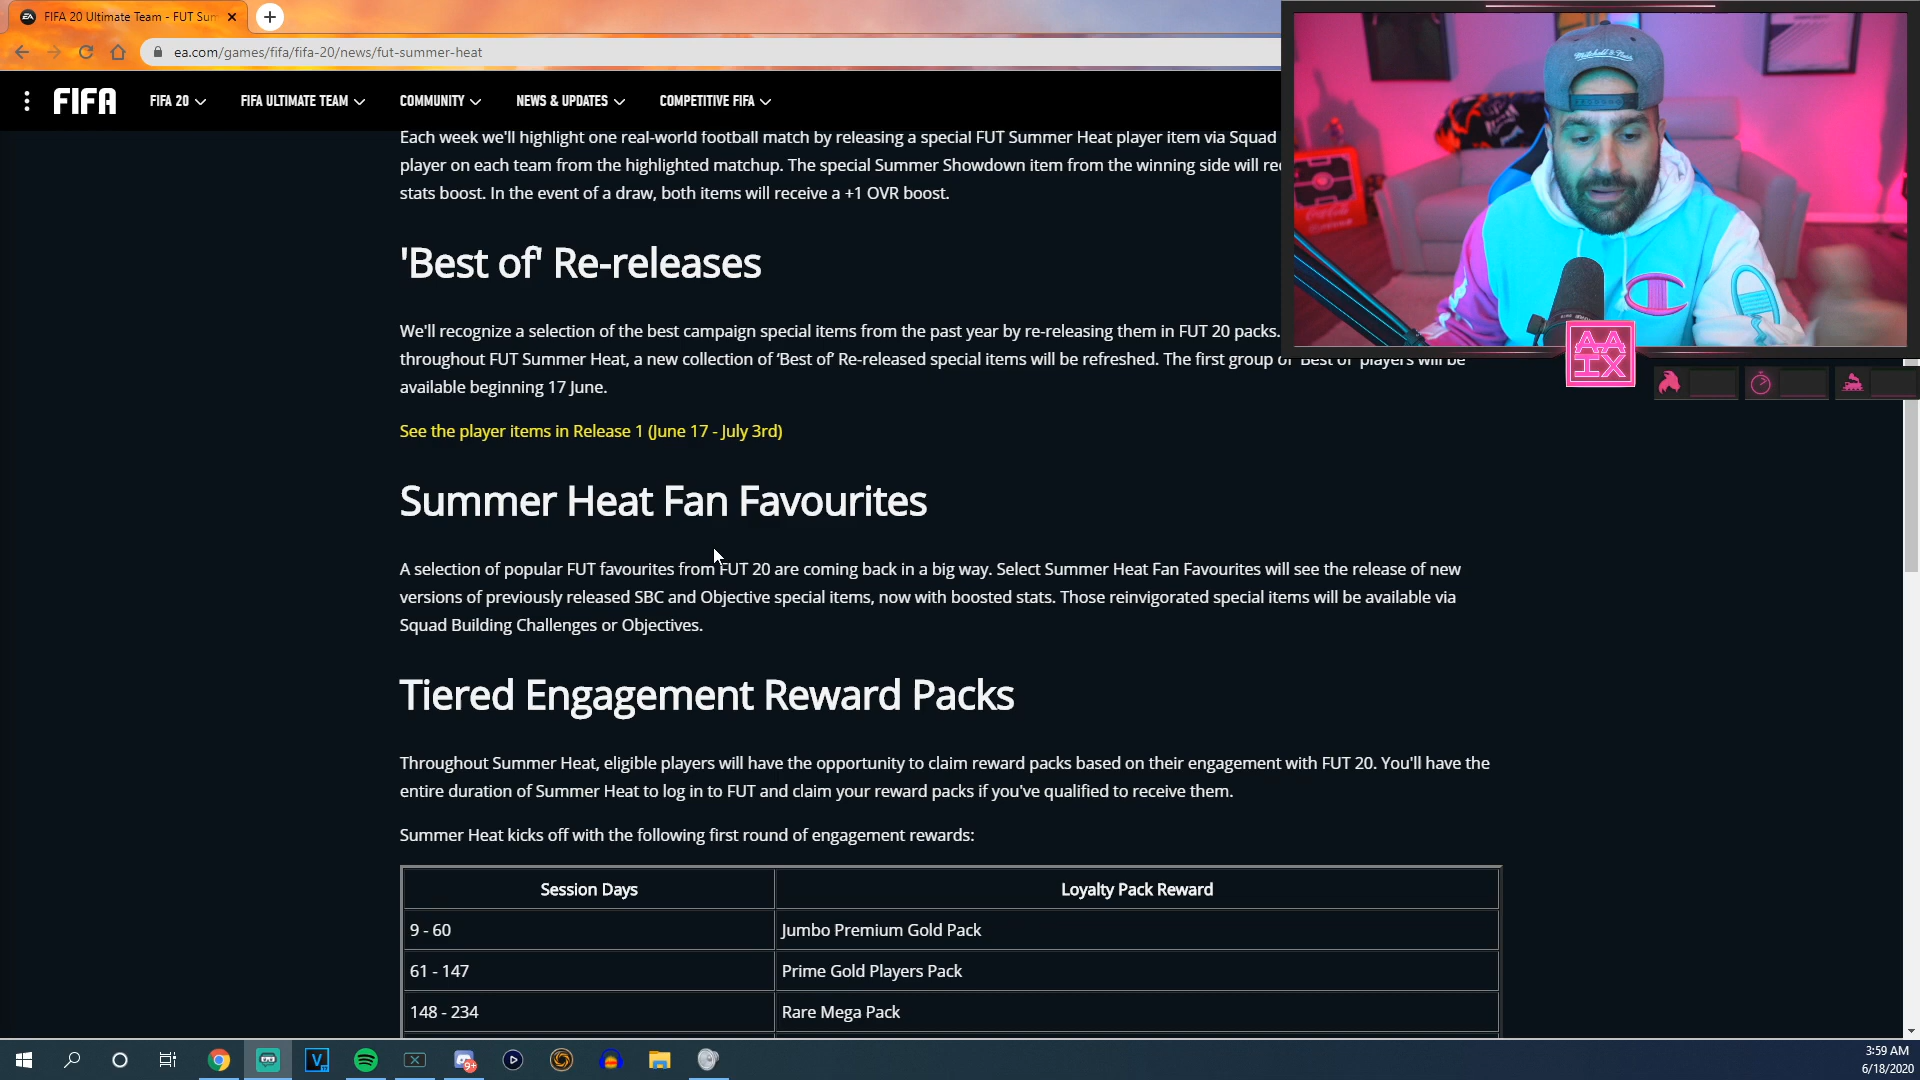 FIFA 20 Ultimate Team - FUT Sum
ea.com/games/fifa/fifa-20/news/fut-summer-heat
FIFA
FIFA 20
FIFA ULTIMATE TEAM
COMMUNITY
NEWS & UPDATES
COMPETITIVE FIFA
Each week we'll highlight one real-world football match by releasing a special FUT Summer Heat player item via Squad
player on each team from the highlighted matchup. The special Summer Showdown item from the winning side will
stats boost. In the event of a draw, both items will receive a +1 OVR boost.
'Best of' Re-releases
We'll recognize a selection of the best campaign special items from the past year by re-releasing them in FUT 20 packs.
throughout FUT Summer Heat, a new collection of 'Best of' Re-released special items will be refreshed. The first group of 'Best of' players will be
available beginning 17 June.
See the player items in Release 1 (June 17 - July 3rd)
Summer Heat Fan Favourites
A selection of popular FUT favourites from FUT 20 are coming back in a big way. Select Summer Heat Fan Favourites will see the release of new
versions of previously released SBC and Objective special items, now with boosted stats. Those reinvigorated special items will be available via
Squad Building Challenges or Objectives.
Tiered Engagement Reward Packs
Throughout Summer Heat, eligible players will have the opportunity to claim reward packs based on their engagement with FUT 20. You'll have the
entire duration of Summer Heat to log in to FUT and claim your reward packs if you've qualified to receive them.
Summer Heat kicks off with the following first round of engagement rewards:
Session Days
Loyalty Pack Reward
9 - 60
Jumbo Premium Gold Pack
61 - 147
Prime Gold Players Pack
148 - 234
Rare Mega Pack
AA
IX
9+
3:59 AM
6/18/2020